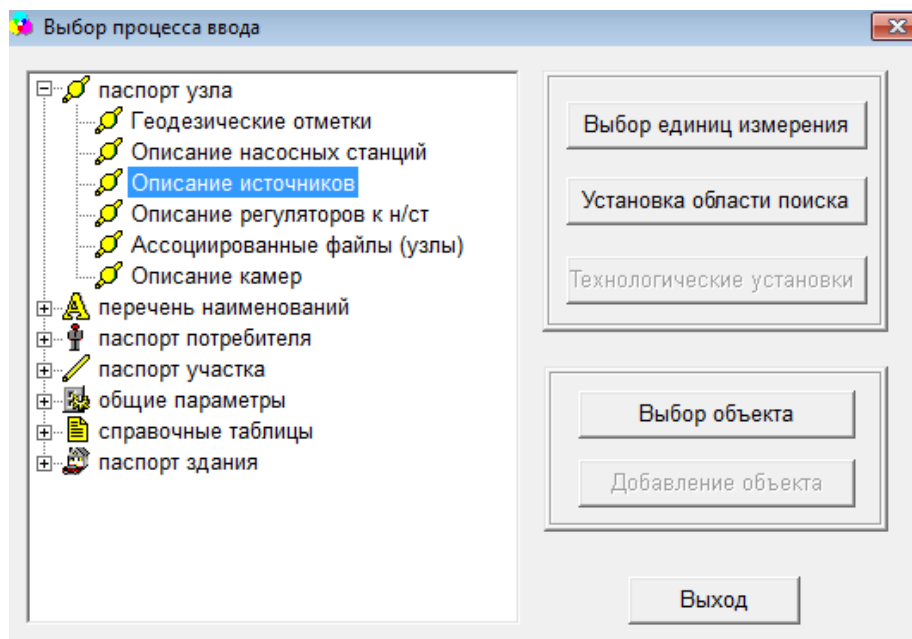 Выбор процесса ввода
паспорт узла
Геодезические отметки
Описание насосных станций
Описание источников
Описание регуляторов к н/ст
Ассоциированные файлы (узлы)
Описание камер
перечень наименований
паспорт потребителя
паспорт участка
общие параметры
справочные таблицы
паспорт здания
Выбор единиц измерения
Установка области поиска
Технологические установки
Выбор объекта
Добавление объекта
Выход